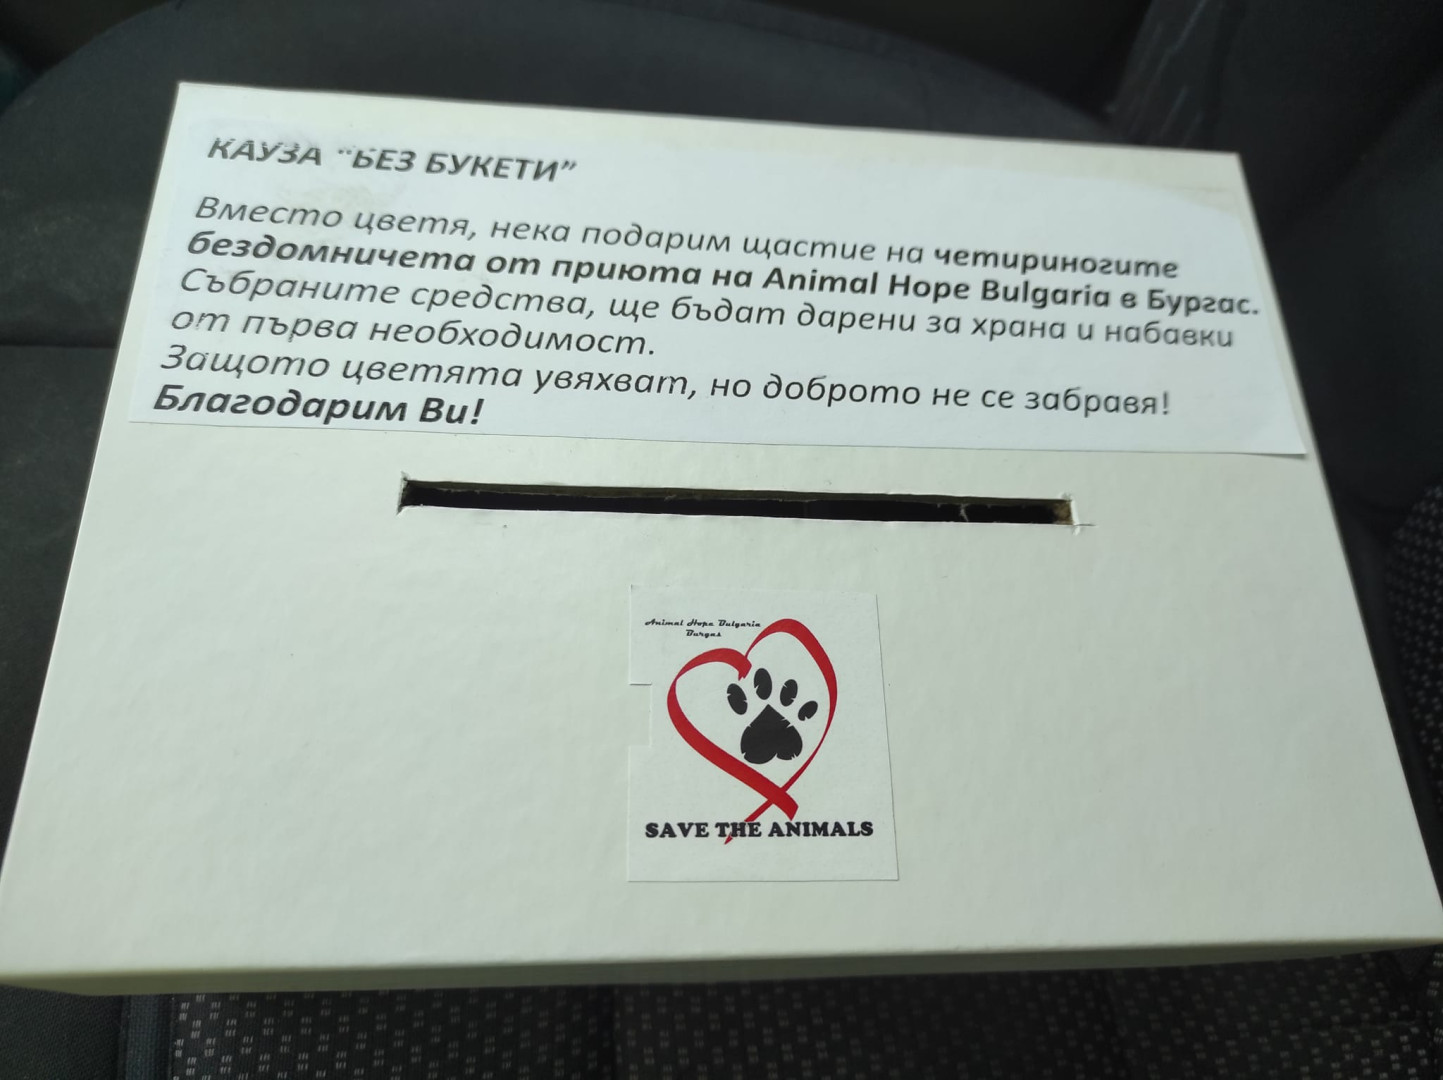 КАУЗА "БЕЗ БУКЕТИ"
Вместо цветя, нека подарим щастие на четириногите
бездомничета от приюта на Animal Hope Bulgaria в Бургас.
Събраните средства, ще бъдат дарени за храна и набавки
от първа необходимост.
Защото цветята увяхват, но доброто не се забравя!
Благодарим Ви!
Animal Hope Bulgaria
Burgas
SAVE THE ANIMALS